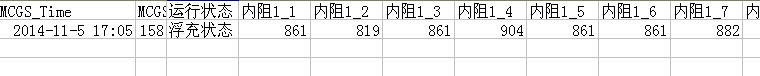 MCGS_Time MCGS 运行状态 内阻1_1 内阻1_2 内阻1_3 内阻1_4 内阻1_5 内阻1_6 内阻1_7
2014-11-5 17:05 158 浮充状态 861 819 861 904 861 861 882